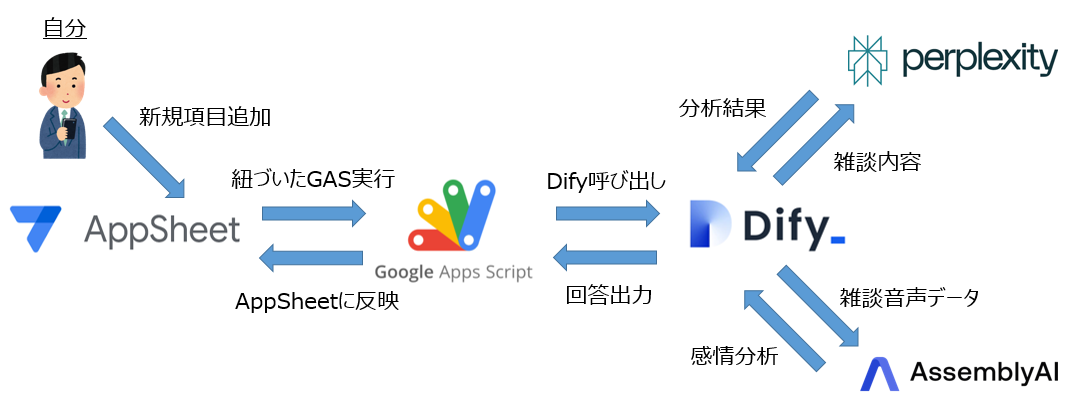 自分
新規項目追加
AppSheet
紐づいたGAS実行
AppSheetに反映
Google Apps Script
Dify呼び出し
回答出力
Dify_
perplexity
分析結果
雑談内容
雑談音声データ
感情分析
AssemblyAI